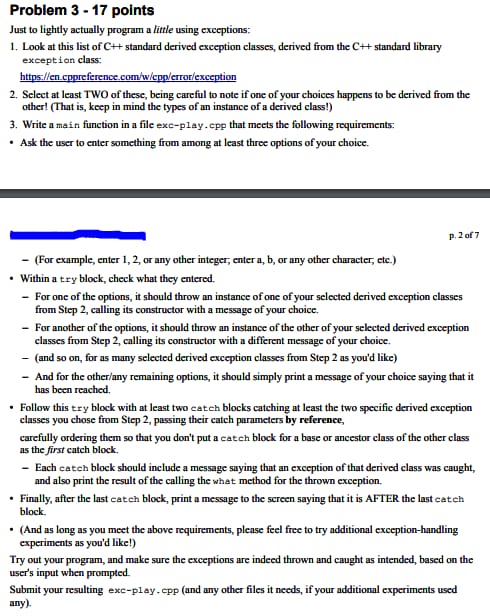 Problem 3 - 17 points
Just to lightly actually program a little using exceptions:
1. Look at this list of C++ standard derived exception classes, derived from the C++ standard library
exception class:
https://en.cppreference.com/w/cpp/error/exception
2. Select at least TWO of these, being careful to note if one of your choices happens to be derived from the
other! (That is, keep in mind the types of an instance of a derived class!)
3. Write a main function in a file exc-play.cpp that meets the following requirements:
• Ask the user to enter something from among at least three options of your choice.
p. 2 of 7
– (For example, enter 1, 2, or any other integer; enter a, b, or any other character; etc.)
• Within a try block, check what they entered.
– For one of the options, it should throw an instance of one of your selected derived exception classes
from Step 2, calling its constructor with a message of your choice.
– For another of the options, it should throw an instance of the other of your selected derived exception
classes from Step 2, calling its constructor with a different message of your choice.
– (and so on, for as many selected derived exception classes from Step 2 as you'd like)
– And for the other/any remaining options, it should simply print a message of your choice saying that it
has been reached.
• Follow this try block with at least two catch blocks catching at least the two specific derived exception
classes you chose from Step 2, passing their catch parameters by reference,
carefully ordering them so that you don't put a catch block for a base or ancestor class of the other class
as the first catch block.
– Each catch block should include a message saying that an exception of that derived class was caught,
and also print the result of the calling the what method for the thrown exception.
• Finally, after the last catch block, print a message to the screen saying that it is AFTER the last catch
block.
• (And as long as you meet the above requirements, please feel free to try additional exception-handling
experiments as you'd like!)
Try out your program, and make sure the exceptions are indeed thrown and caught as intended, based on the
user's input when prompted.
Submit your resulting exc-play.cpp (and any other files it needs, if your additional experiments used
any).